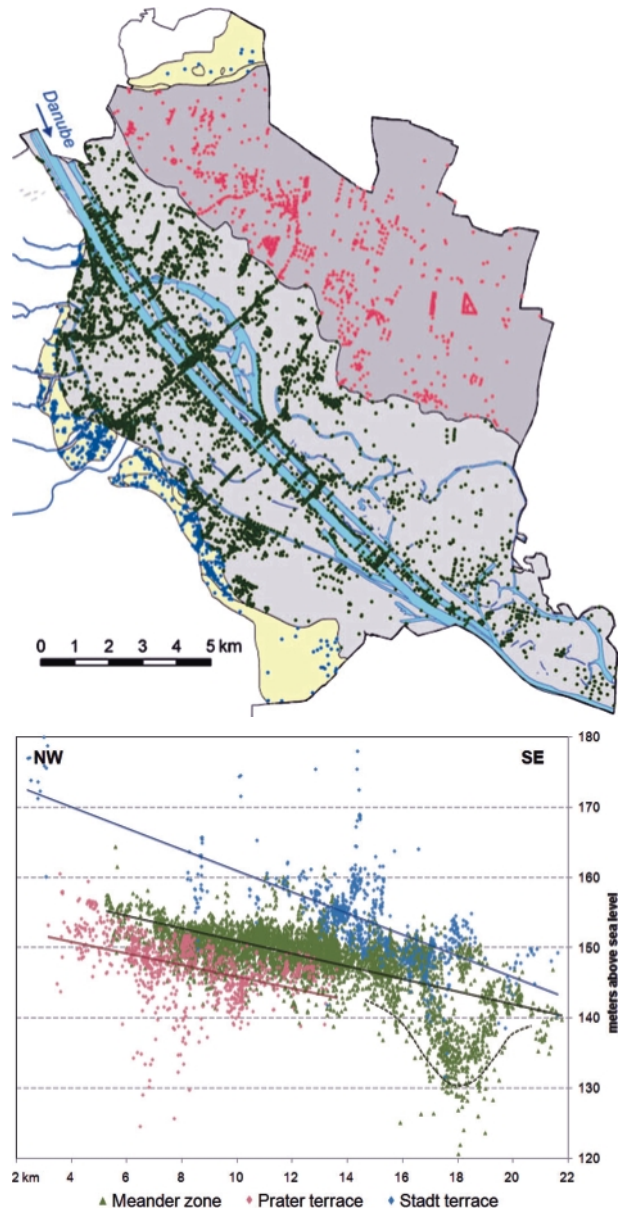 Danube
0 1 2 3 4 5 km
NW SE
180
170
160
150
140
130
120
meters above sea level
2 km 4 6 8 10 12 14 16 18 20 22
Meander zone Prater terrace Stadt terrace